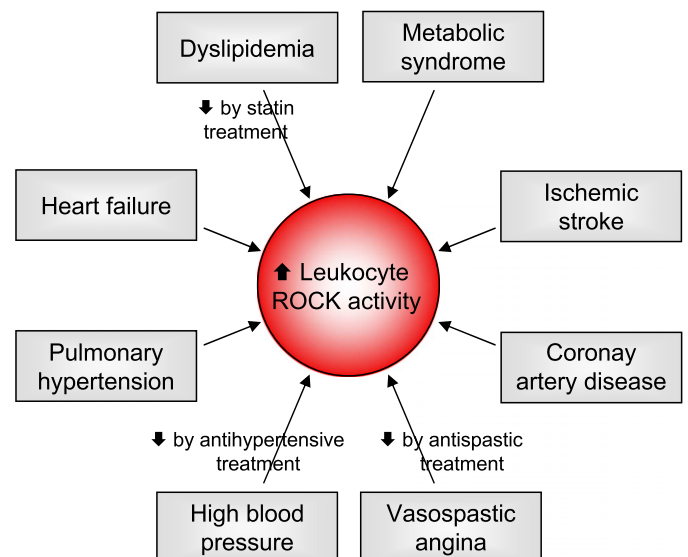 Dyslipidemia
Metabolic
syndrome
🡇 by statin
treatment
Heart failure
Ischemic
stroke
🡅 Leukocyte
ROCK activity
Pulmonary
hypertension
Coronay
artery disease
🡇 by antihypertensive
treatment
🡇 by antispastic
treatment
High blood
pressure
Vasospastic
angina